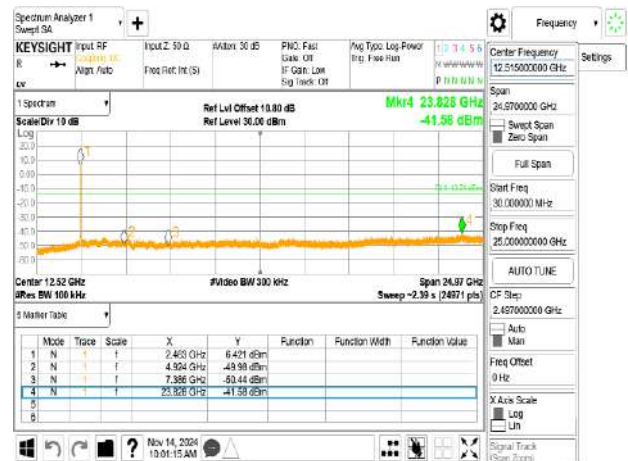 Spectrum Analyzer 1
Swept SA
Frequency
KEYSIGHT
Input: RF
Input Z: 50 Ω
#Atten: 30 dB
PNO: Fast
Avg Type: Log-Power
1 2 3 4 5 6
R
Align: Auto
Freq Ref: Int (S)
Gate: Off
Trig: Free Run
IF Gain: Low
Sig Track: Off
P N N N N N
Center Frequency
12.515000000 GHz
Settings
1 Spectrum
Ref Lvl Offset 10.80 dB
Mkr4 23.828 GHz
Scale/Div 10 dB
Ref Level 30.00 dBm
-41.58 dBm
Span
24.9700000 GHz
Swept Span
Zero Span
Full Span
Start Freq
30.000000 MHz
Stop Freq
25.000000000 GHz
AUTO TUNE
CF Step
2.497000000 GHz
Auto
Man
Freq Offset
0 Hz
X Axis Scale
Log
Lin
Signal Track
(Span Zoom)
Log
20.0
10.0
0.00
-10.0
-20.0
-30.0
-40.0
-50.0
-60.0
1
2
3
4
Center 12.52 GHz
#Video BW 300 kHz
Span 24.97 GHz
#Res BW 100 kHz
Sweep ~2.39 s (24971 pts)
5 Marker Table
Mode Trace Scale X Y Function Function Width Function Value
1 N 1 f 2.463 GHz 6.421 dBm
2 N 1 f 4.924 GHz -49.98 dBm
3 N 1 f 7.386 GHz -50.44 dBm
4 N 1 f 23.828 GHz -41.58 dBm
5
6
Nov 14, 2024
10:01:15 AM